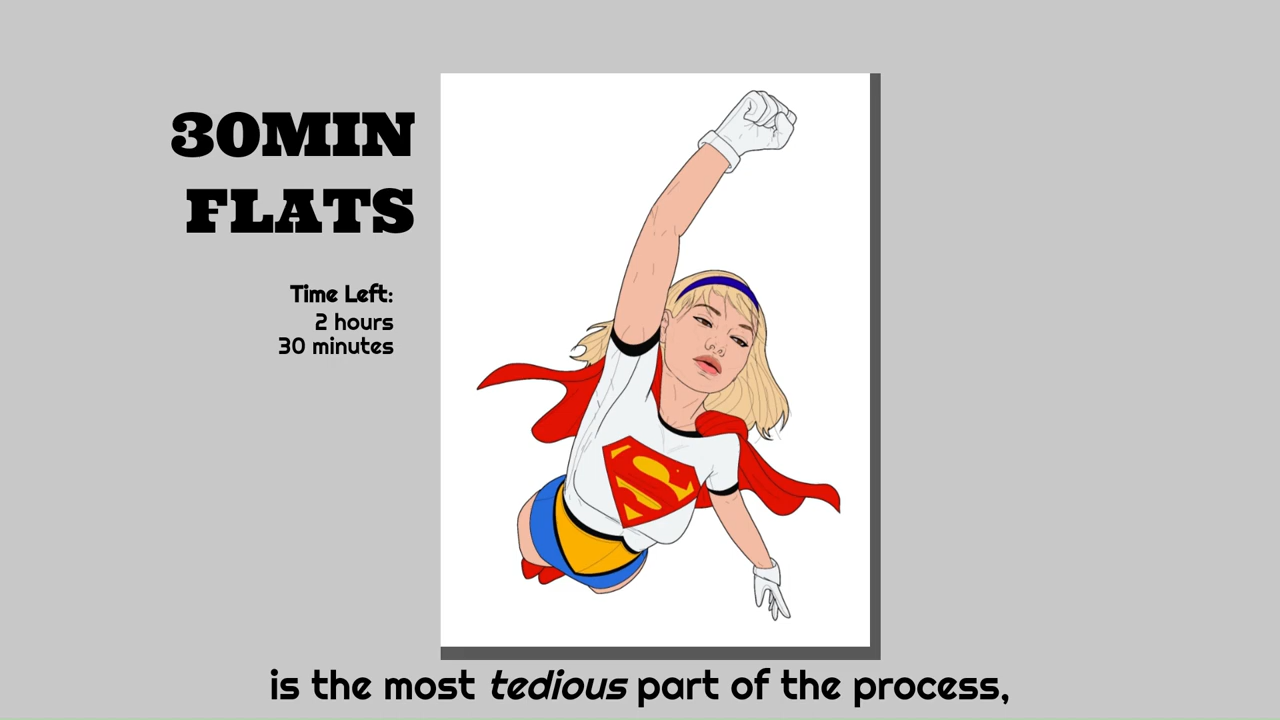 30MIN
FLATS
Time Left:
2 hours
30 minutes
S
is the most tedious part of the process,